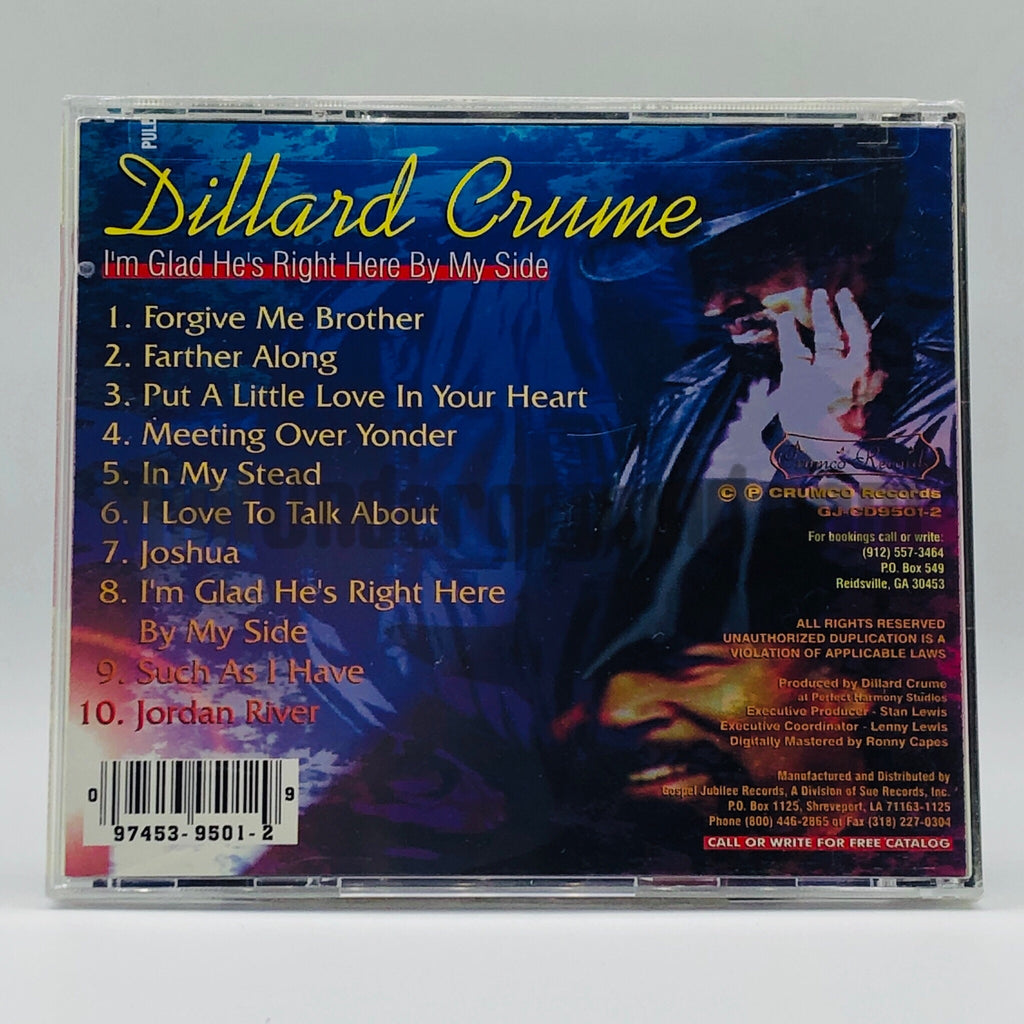 PULL
Dillard Crume
I'm Glad He's Right Here By My Side
1. Forgive Me Brother
2. Farther Along
3. Put A Little Love In Your Heart
4. Meeting Over Yonder
5. In My Stead
6. I Love To Talk About
7. Joshua
8. I'm Glad He's Right Here
By My Side
9. Such As I Have
10. Jordan River
Crumco Records
© ℗ CRUMCO Records
GJ-CD9501-2
For bookings call or write:
(912) 557-3464
P.O. Box 549
Reidsville, GA 30453
ALL RIGHTS RESERVED
UNAUTHORIZED DUPLICATION IS A
VIOLATION OF APPLICABLE LAWS
Produced by Dillard Crume
at Perfect Harmony Studios
Executive Producer - Stan Lewis
Executive Coordinator - Lenny Lewis
Digitally Mastered by Ronny Capes
Manufactured and Distributed by
Gospel Jubilee Records, A Division of Sue Records, Inc.
P.O. Box 1125, Shreveport, LA 71163-1125
Phone (800) 446-2865 or Fax (318) 227-0304
CALL OR WRITE FOR FREE CATALOG
0 97453-9501-2 9